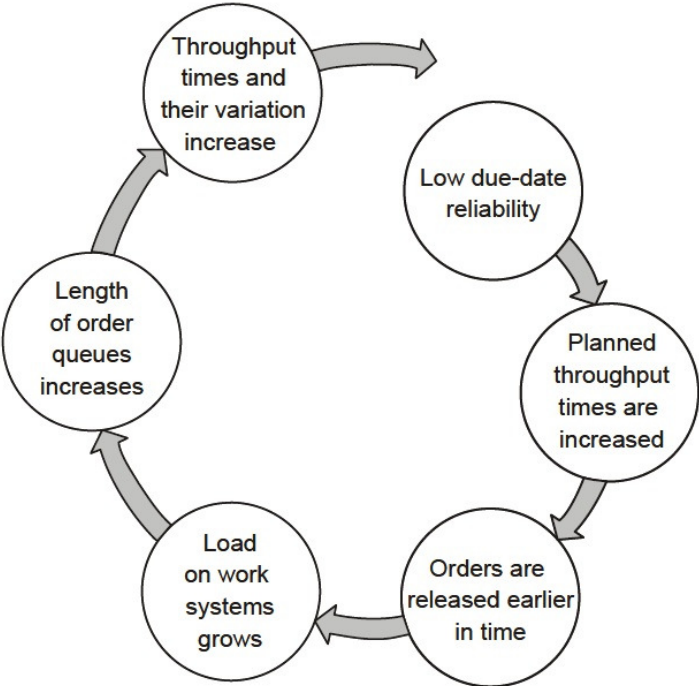 Throughput
times and
their variation
increase
Low due-date
reliability
Planned
throughput
times are
increased
Orders are
released earlier
in time
Load
on work
systems
grows
Length
of order
queues
increases